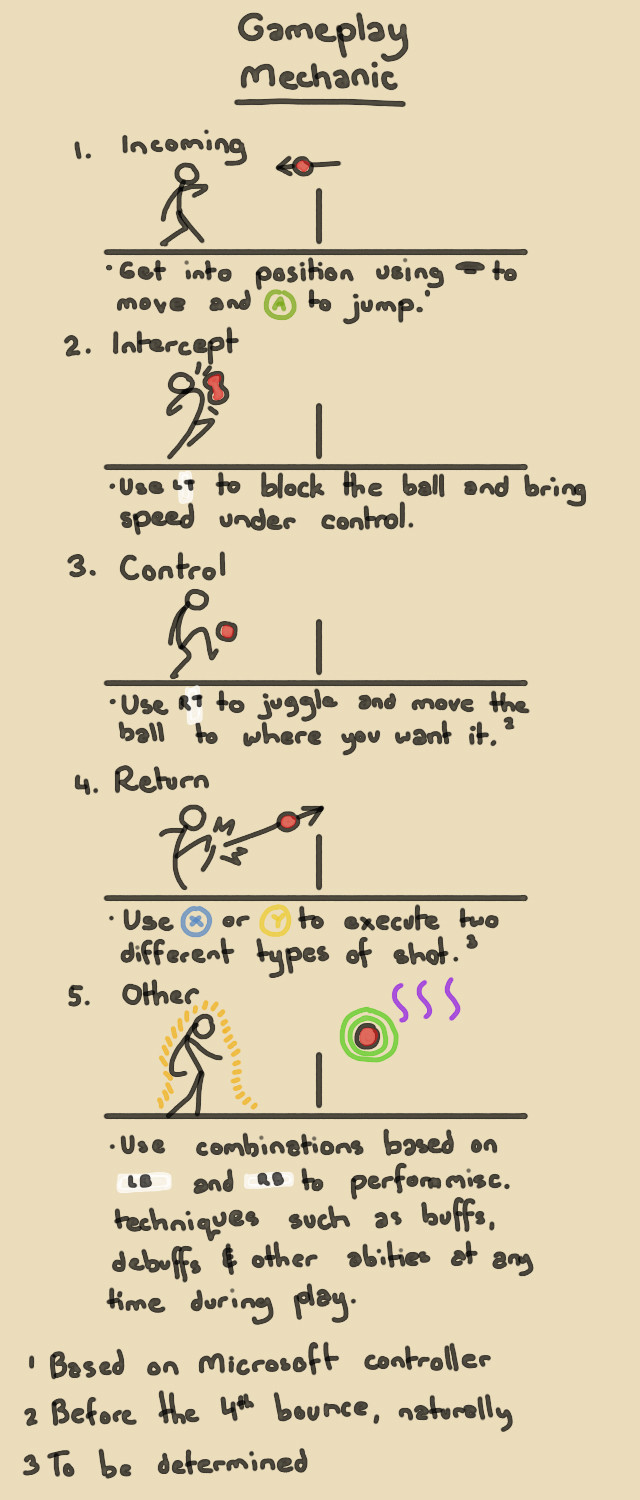 Gameplay
Mechanic
1. Incoming
· Get into position using to
move and A to jump.¹
2. Intercept
· Use LT to block the ball and bring
speed under control.
3. Control
· Use RT to juggle and move the
ball to where you want it.²
4. Return
· Use X or Y to execute two
different types of shot.³
5. Other
· Use combinations based on
LB and RB to perform misc.
techniques such as buffs,
debuffs & other abities at any
time during play.
1 Based on Microsoft controller
2 Before the 4th bounce, naturally
3 To be determined